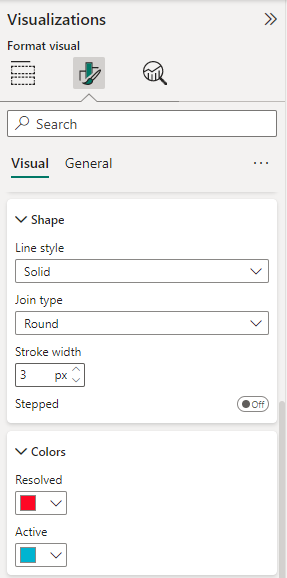 Visualizations
Format visual
Search
Visual General
Shape
Line style
Solid
Join type
Round
Stroke width
3 px
Stepped Off
Colors
Resolved
Active